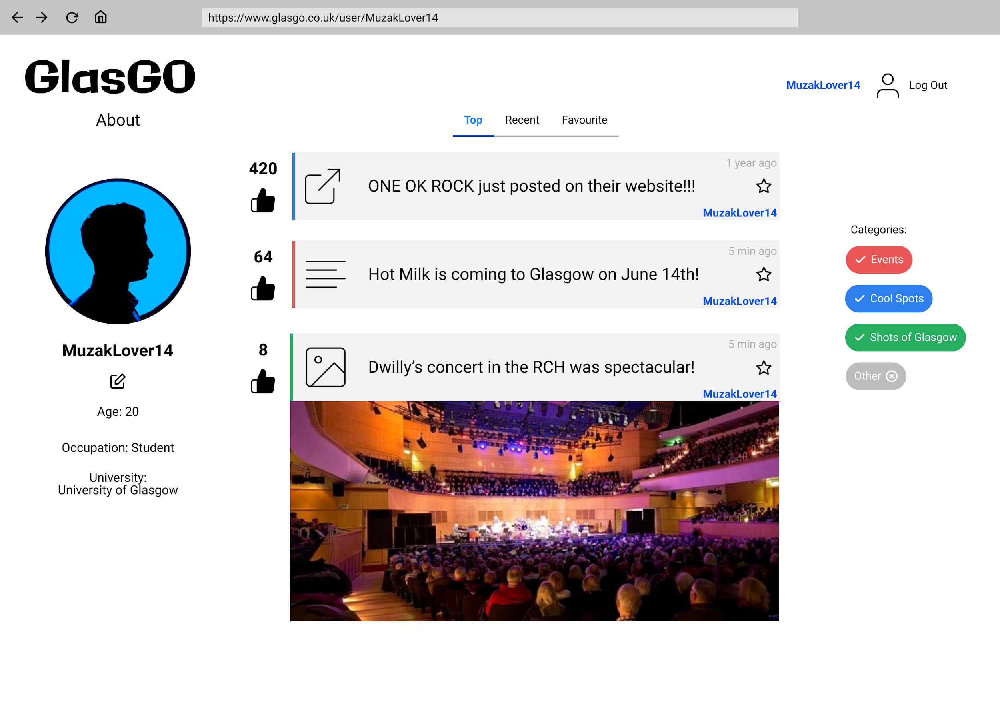 https://www.glasgo.co.uk/user/MuzakLover14
GlasGO
MuzakLover14
Log Out
About
Top
Recent
Favourite
420
1 year ago
ONE OK ROCK just posted on their website!!!
MuzakLover14
64
5 min ago
Hot Milk is coming to Glasgow on June 14th!
MuzakLover14
8
5 min ago
Dwilly’s concert in the RCH was spectacular!
MuzakLover14
MuzakLover14
Age: 20
Occupation: Student
University:
University of Glasgow
Categories:
Events
Cool Spots
Shots of Glasgow
Other